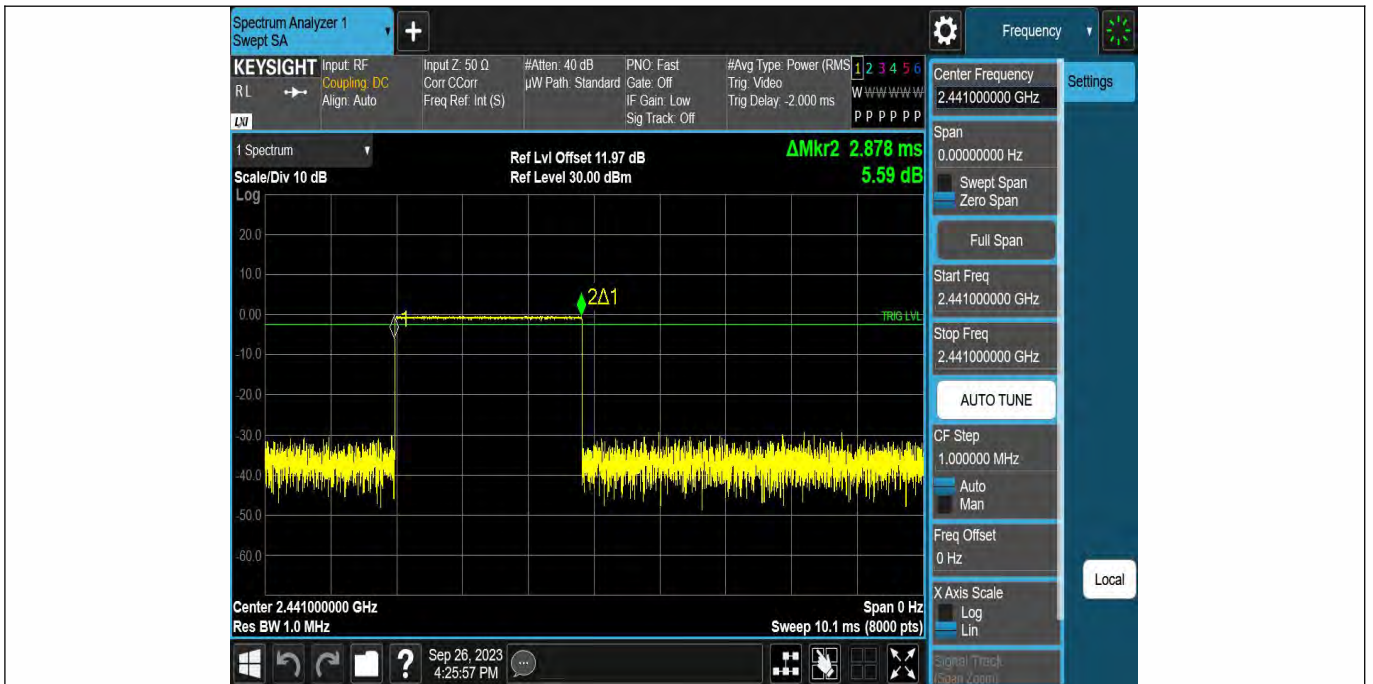 Spectrum Analyzer 1
Swept SA
+
Frequency
KEYSIGHT
R L
LXI
Input: RF
Coupling: DC
Align: Auto
Input Z: 50 Ω
Corr CCorr
Freq Ref: Int (S)
#Atten: 40 dB
µW Path: Standard
PNO: Fast
Gate: Off
IF Gain: Low
Sig Track: Off
#Avg Type: Power (RMS
Trig: Video
Trig Delay: -2.000 ms
1 2 3 4 5 6
W W W W W W
P P P P P P
1 Spectrum
Scale/Div 10 dB
Log
Ref Lvl Offset 11.97 dB
Ref Level 30.00 dBm
ΔMkr2 2.878 ms
5.59 dB
20.0
10.0
0.00
-10.0
-20.0
-30.0
-40.0
-50.0
-60.0
1
2Δ1
TRIG LVL
Center 2.441000000 GHz
Res BW 1.0 MHz
Span 0 Hz
Sweep 10.1 ms (8000 pts)
Center Frequency
2.441000000 GHz
Settings
Span
0.00000000 Hz
Swept Span
Zero Span
Full Span
Start Freq
2.441000000 GHz
Stop Freq
2.441000000 GHz
AUTO TUNE
CF Step
1.000000 MHz
Auto
Man
Freq Offset
0 Hz
X Axis Scale
Log
Lin
Signal Track
(Span Zoom)
Local
?
Sep 26, 2023
4:25:57 PM